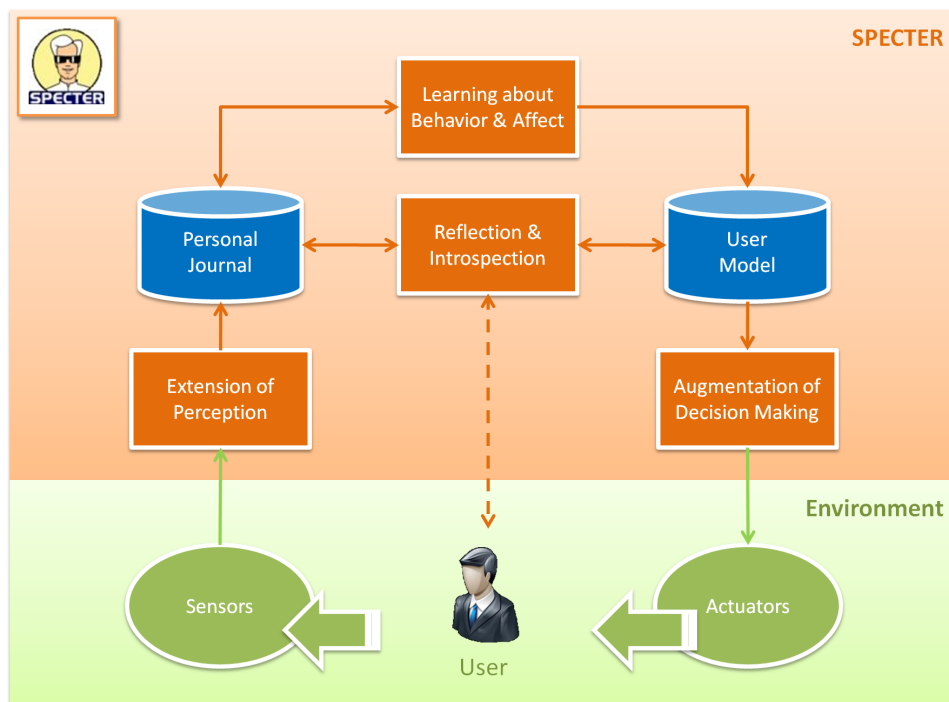 SPECTER
SPECTER
Learning about
Behavior & Affect
Personal
Journal
Reflection &
Introspection
User
Model
Extension of
Perception
Augmentation of
Decision Making
Environment
Sensors
Actuators
User